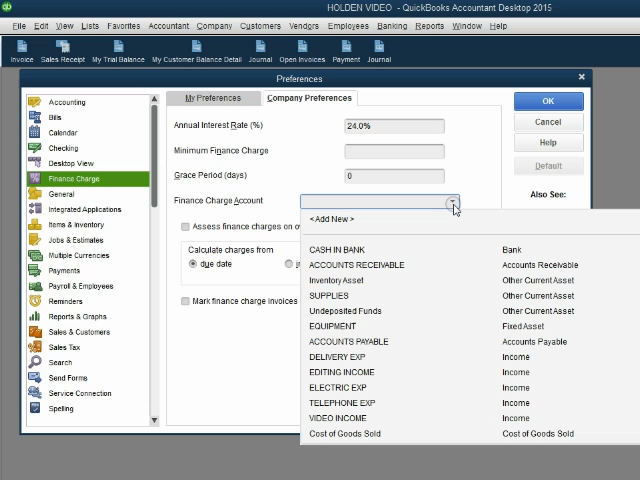 HOLDEN VIDEO - QuickBooks Accountant Desktop 2015
File Edit View Lists Favorites Accountant Company Customers Vendors Employees Banking Reports Window Help
Invoice Sales Receipt My Trial Balance My Customer Balance Detail Journal Open Invoices Payment Journal
Preferences
My Preferences Company Preferences
Accounting
Bills
Calendar
Checking
Desktop View
Finance Charge
General
Integrated Applications
Items & Inventory
Jobs & Estimates
Multiple Currencies
Payments
Payroll & Employees
Reminders
Reports & Graphs
Sales & Customers
Sales Tax
Search
Send Forms
Service Connection
Spelling
Annual Interest Rate (%) 24.0%
Minimum Finance Charge
Grace Period (days) 0
Finance Charge Account
Assess finance charges on ov
Calculate charges from
due date
Mark finance charge invoices
OK
Cancel
Help
Default
Also See:
< Add New >
CASH IN BANK Bank
ACCOUNTS RECEIVABLE Accounts Receivable
Inventory Asset Other Current Asset
SUPPLIES Other Current Asset
Undeposited Funds Other Current Asset
EQUIPMENT Fixed Asset
ACCOUNTS PAYABLE Accounts Payable
DELIVERY EXP Income
EDITING INCOME Income
ELECTRIC EXP Income
TELEPHONE EXP Income
VIDEO INCOME Income
Cost of Goods Sold Cost of Goods Sold